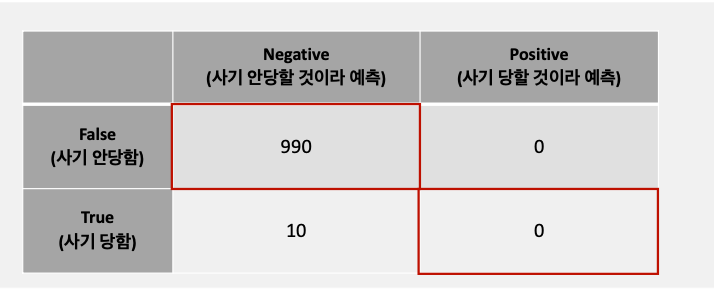 Negative
(사기 안당할 것이라 예측)
Positive
(사기 당할 것이라 예측)
False
(사기 안당함)
990
0
True
(사기 당함)
10
0